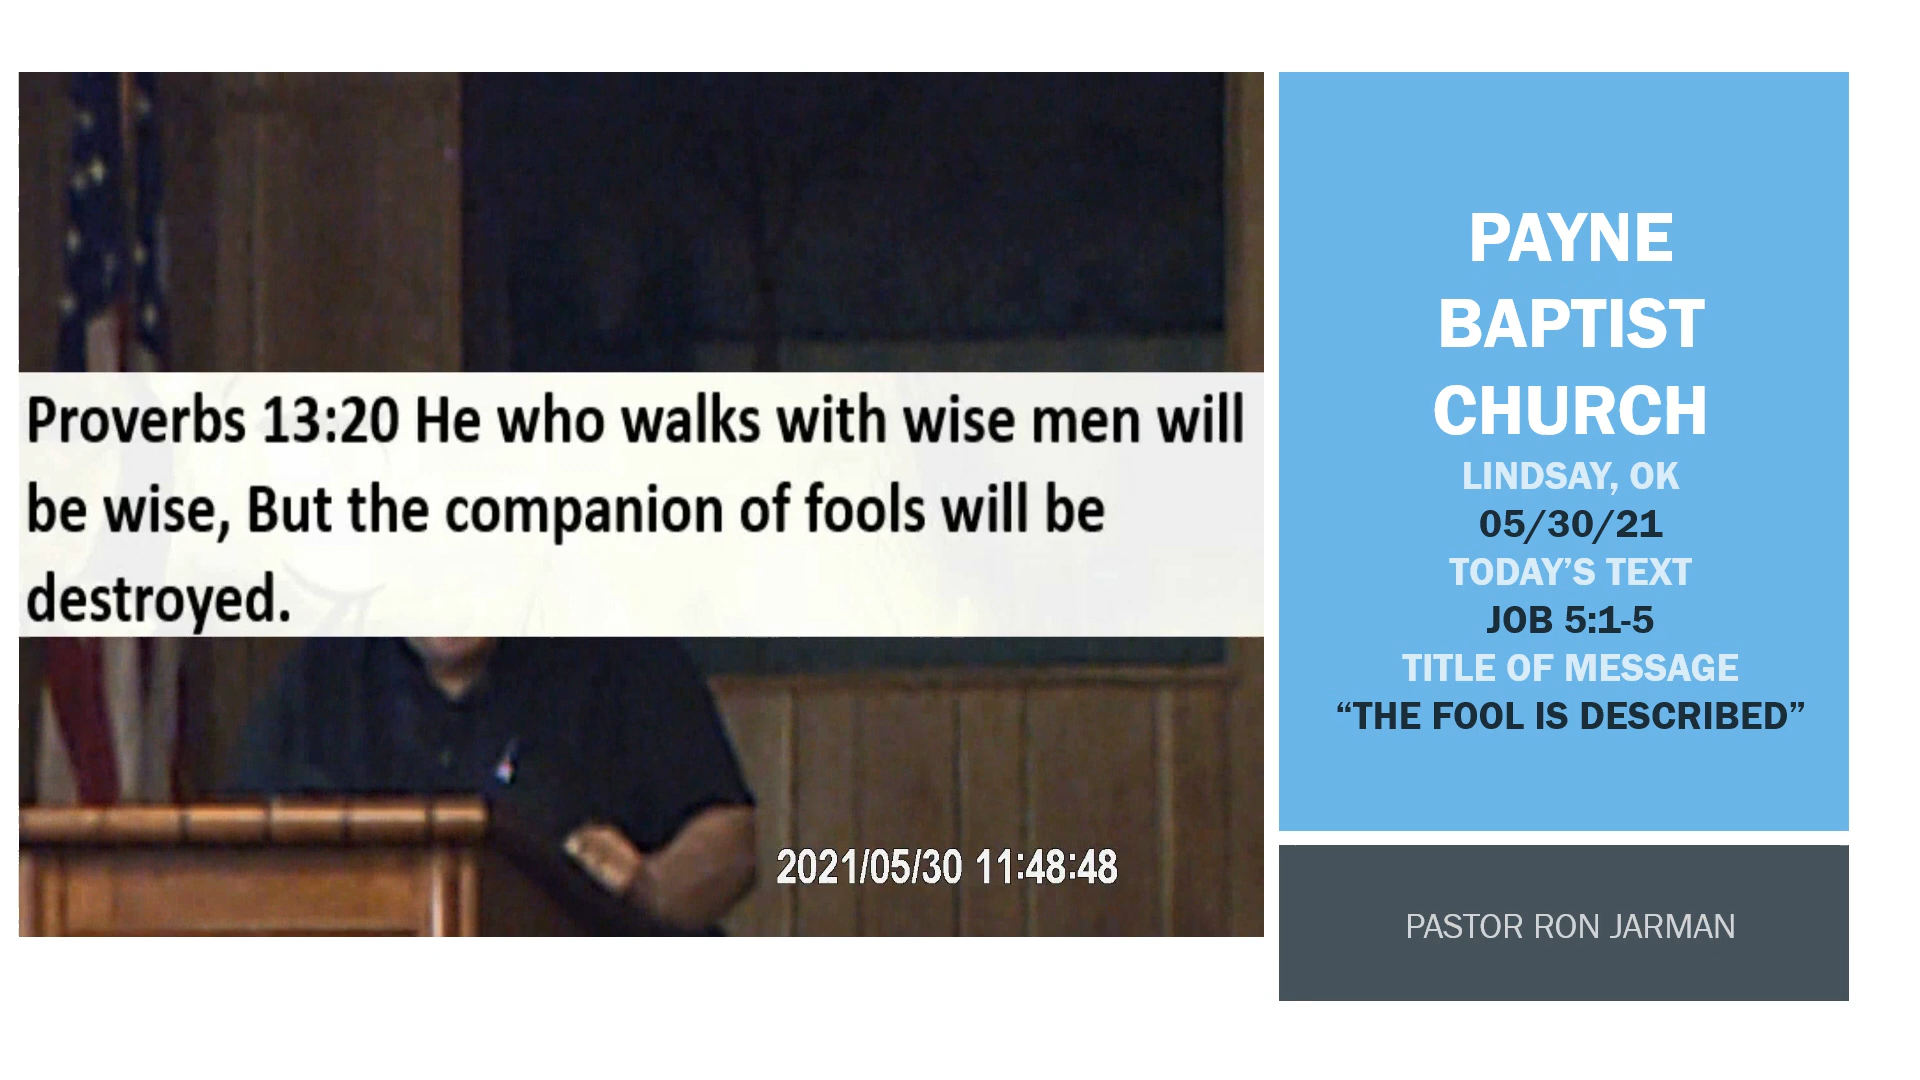 Proverbs 13:20 He who walks with wise men will
be wise, But the companion of fools will be
destroyed.
2021/05/30 11:48:48
PAYNE
BAPTIST
CHURCH
LINDSAY, OK
05/30/21
TODAY’S TEXT
JOB 5:1-5
TITLE OF MESSAGE
“THE FOOL IS DESCRIBED”
PASTOR RON JARMAN